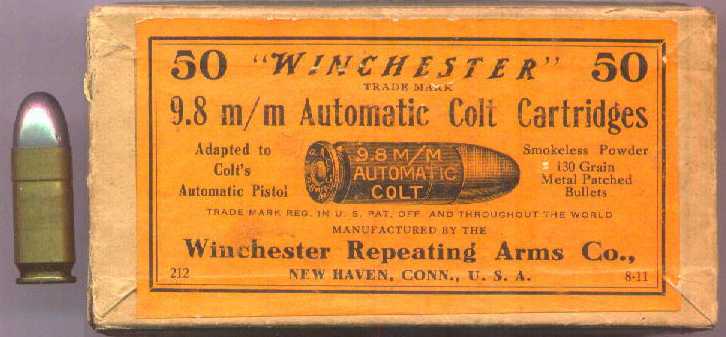 50 "WINCHESTER" 50
TRADE MARK
9.8 m/m Automatic Colt Cartridges
Adapted to
Colt's
Automatic Pistol
9.8 M/M
AUTOMATIC
COLT
Smokeless Powder
130 Grain
Metal Patched
Bullets
TRADE MARK REG. IN U. S. PAT. OFF. AND THROUGHOUT THE WORLD
MANUFACTURED BY THE
Winchester Repeating Arms Co.,
212 NEW HAVEN, CONN., U. S. A. 8-11